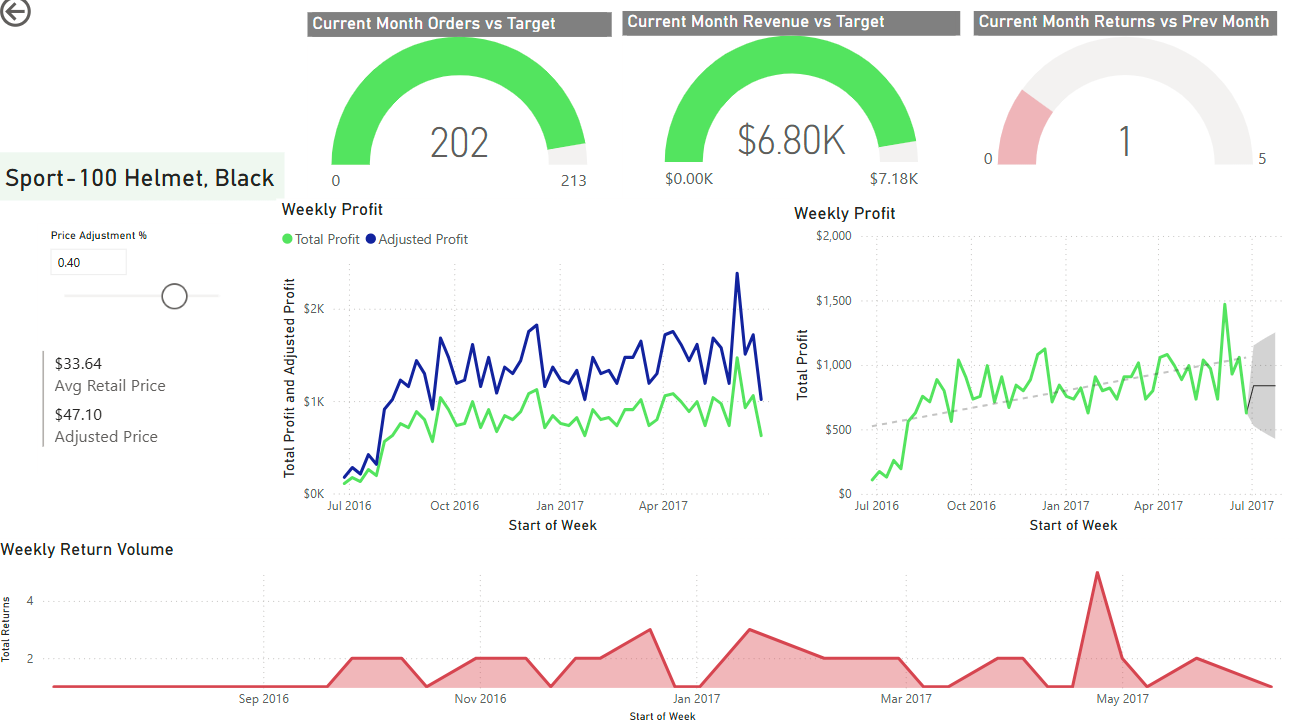 Current Month Orders vs Target
202
0
213
Current Month Revenue vs Target
$6.80K
$0.00K
$7.18K
Current Month Returns vs Prev Month
1
0
5
Sport-100 Helmet, Black
Price Adjustment %
0.40
$33.64
Avg Retail Price
$47.10
Adjusted Price
Weekly Profit
Total Profit
Adjusted Profit
Total Profit and Adjusted Profit
$2K
$1K
$0K
Jul 2016
Oct 2016
Jan 2017
Apr 2017
Start of Week
Weekly Profit
Total Profit
$2,000
$1,500
$1,000
$500
$0
Jul 2016
Oct 2016
Jan 2017
Apr 2017
Jul 2017
Start of Week
Weekly Return Volume
Total Returns
4
2
Sep 2016
Nov 2016
Jan 2017
Mar 2017
May 2017
Start of Week